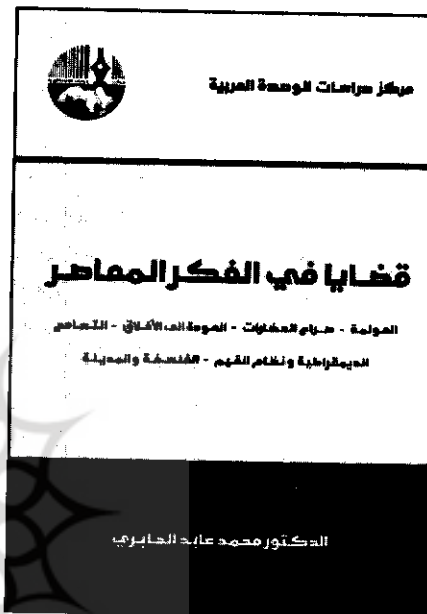 مركز دراسات الوحدة العربية
قضايا في الفكر المعاصر
العولمة - صراع الحضارات - العودة إلى الأخلاق - التسامح
الديمقراطية ونظام القيم - الفلسفة والمدينة
الدكتور محمد عابد الجابري